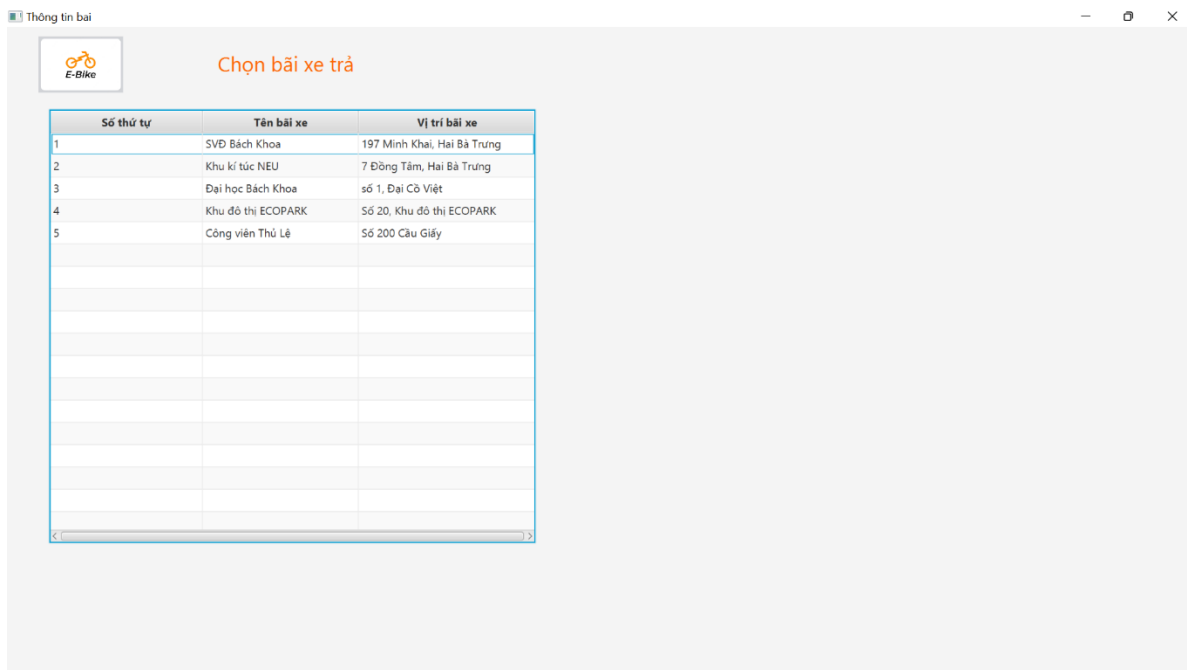 Thông tin bai
E-Bike
Chọn bãi xe trả
Số thứ tự Tên bãi xe Vị trí bãi xe
1 SVĐ Bách Khoa 197 Minh Khai, Hai Bà Trưng
2 Khu kí túc NEU 7 Đồng Tâm, Hai Bà Trưng
3 Đại học Bách Khoa số 1, Đại Cồ Việt
4 Khu đô thị ECOPARK Số 20, Khu đô thị ECOPARK
5 Công viên Thủ Lệ Số 200 Cầu Giấy